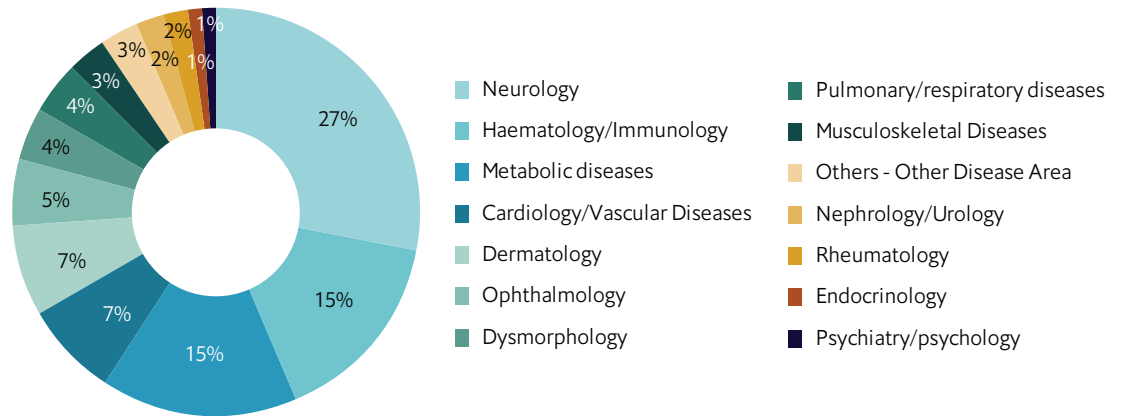 27%
15%
15%
7%
7%
5%
4%
4%
3%
3%
2%
2%
1%
1%
Neurology
Haematology/Immunology
Metabolic diseases
Cardiology/Vascular Diseases
Dermatology
Ophthalmology
Dysmorphology
Pulmonary/respiratory diseases
Musculoskeletal Diseases
Others - Other Disease Area
Nephrology/Urology
Rheumatology
Endocrinology
Psychiatry/psychology